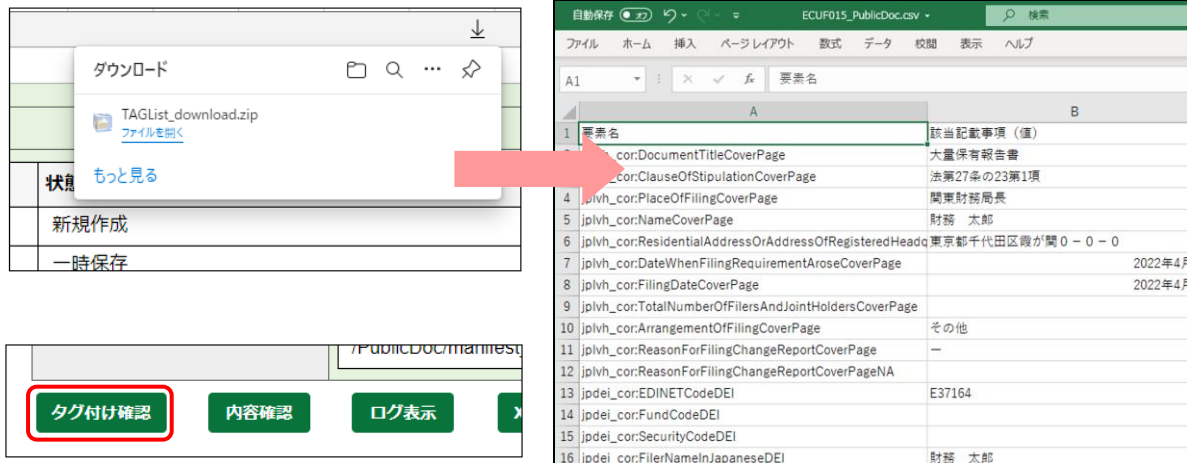 ダウンロード
TAGList_download.zip
ファイルを開く
もっと見る
新規作成
一時保存
/PublicDoc/manifest
タグ付け確認
内容確認
ログ表示
X
自動保存 オフ
ECUF015_PublicDoc.csv
検索
ファイル ホーム 挿入 ページ レイアウト 数式 データ 校閲 表示 ヘルプ
A1 fx 要素名
A B
1 要素名 該当記載事項（値）
_cor:DocumentTitleCoverPage 大量保有報告書
_cor:ClauseOfStipulationCoverPage 法第27条の23第1項
4 jplvh_cor:PlaceOfFilingCoverPage 関東財務局長
5 jplvh_cor:NameCoverPage 財務 太郎
6 jplvh_cor:ResidentialAddressOrAddressOfRegisteredHeadq 東京都千代田区霞が関０－０－０
7 jplvh_cor:DateWhenFilingRequirementAroseCoverPage 2022年4月
8 jplvh_cor:FilingDateCoverPage 2022年4月
9 jplvh_cor:TotalNumberOfFilersAndJointHoldersCoverPage
10 jplvh_cor:ArrangementOfFilingCoverPage その他
11 jplvh_cor:ReasonForFilingChangeReportCoverPage －
12 jplvh_cor:ReasonForFilingChangeReportCoverPageNA
13 jpdei_cor:EDINETCodeDEI E37164
14 jpdei_cor:FundCodeDEI
15 jpdei_cor:SecurityCodeDEI
16 jpdei_cor:FilerNameInJapaneseDEI 財務 太郎